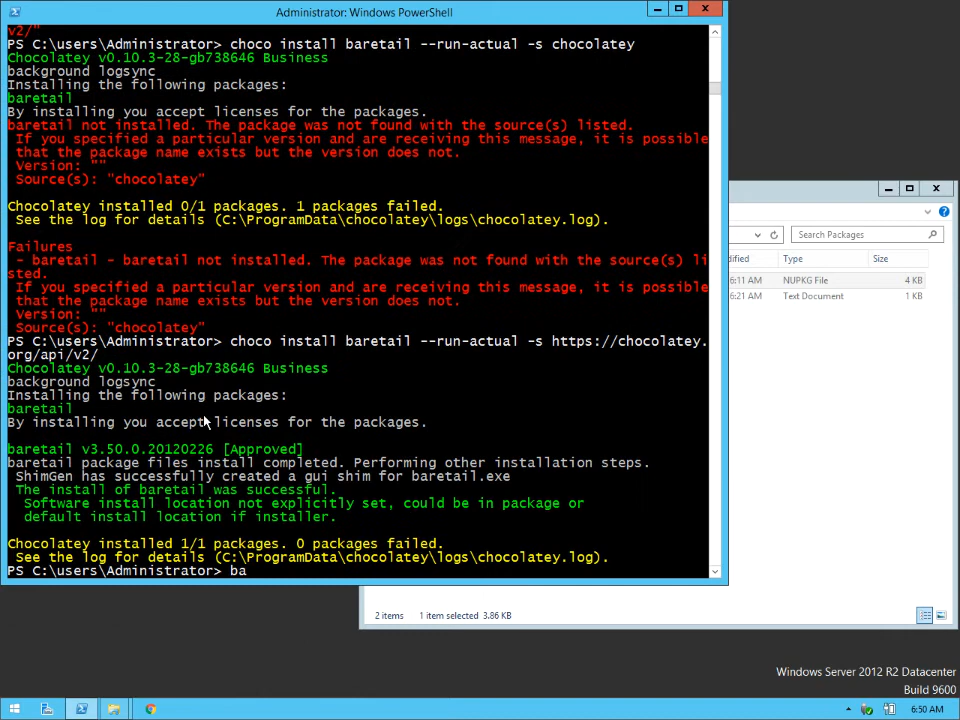 Administrator: Windows PowerShell
v2/"
PS C:\users\Administrator> choco install baretail --run-actual -s chocolatey
Chocolatey v0.10.3-28-gb738646 Business
background logsync
Installing the following packages:
baretail
By installing you accept licenses for the packages.
baretail not installed. The package was not found with the source(s) listed.
If you specified a particular version and are receiving this message, it is possible
that the package name exists but the version does not.
Version: ""
Source(s): "chocolatey"
Chocolatey installed 0/1 packages. 1 packages failed.
See the log for details (C:\ProgramData\chocolatey\logs\chocolatey.log).
Failures
- baretail - baretail not installed. The package was not found with the source(s) li
sted.
If you specified a particular version and are receiving this message, it is possible
that the package name exists but the version does not.
Version: ""
Source(s): "chocolatey"
PS C:\users\Administrator> choco install baretail --run-actual -s https://chocolatey.
org/api/v2/
Chocolatey v0.10.3-28-gb738646 Business
background logsync
Installing the following packages:
baretail
By installing you accept licenses for the packages.
baretail v3.50.0.20120226 [Approved]
baretail package files install completed. Performing other installation steps.
ShimGen has successfully created a gui shim for baretail.exe
The install of baretail was successful.
Software install location not explicitly set, could be in package or
default install location if installer.
Chocolatey installed 1/1 packages. 0 packages failed.
See the log for details (C:\ProgramData\chocolatey\logs\chocolatey.log).
PS C:\users\Administrator> ba
Search Packages
dified Type Size
6:11 AM NUPKG File 4 KB
6:21 AM Text Document 1 KB
2 items 1 item selected 3.86 KB
Windows Server 2012 R2 Datacenter
Build 9600
6:50 AM